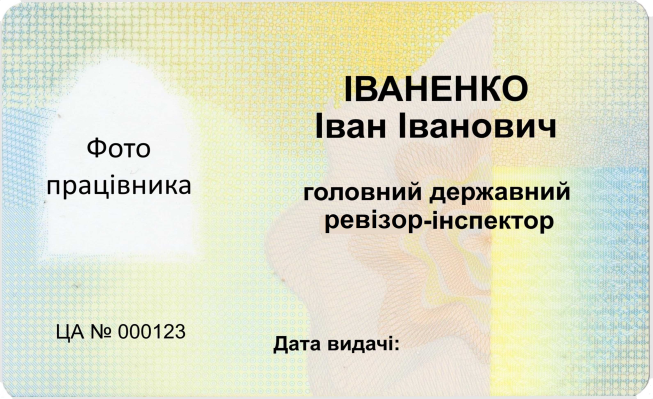 ІВАНЕНКО
Іван Іванович
Фото
працівника
головний державний
ревізор-інспектор
ЦА № 000123
Дата видачі: